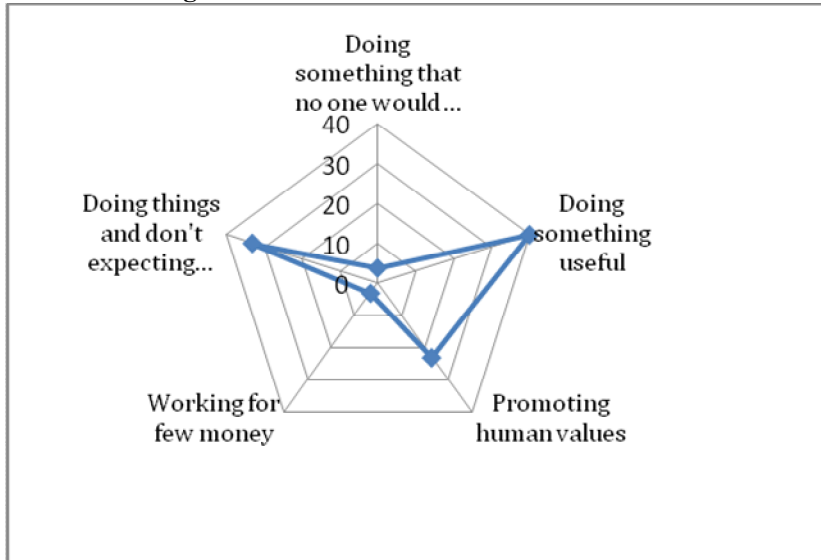 Doing
something that
no one would...
40
30
20
10
0
Doing things
and don't
expecting...
Doing
something
useful
Working for
few money
Promoting
human values